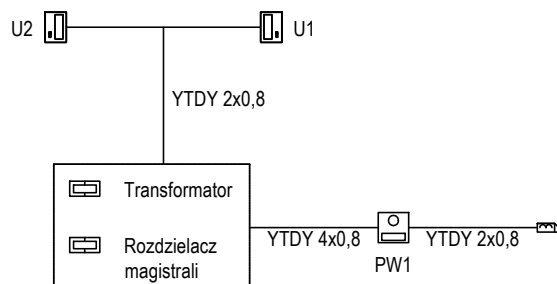 U2
U1
YTDY 2x0,8
Transformator
Rozdzielacz
magistrali
YTDY 4x0,8
YTDY 2x0,8
PW1